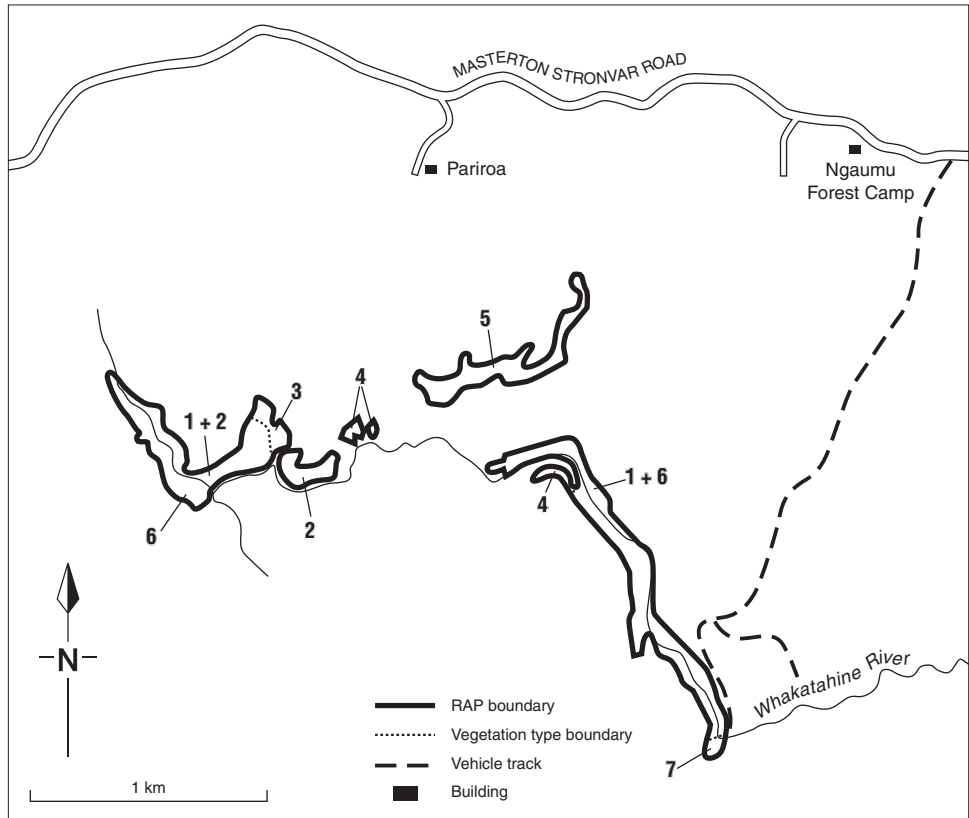 MASTERTON STRONVAR ROAD
Pariroa
Ngaumu
Forest Camp
5
4
3
1 + 2
1 + 6
4
2
6
N
Whakatahine River
RAP boundary
Vegetation type boundary
Vehicle track
Building
7
1 km